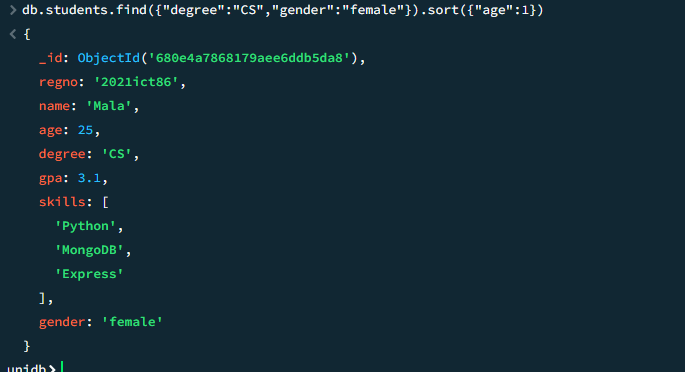 db.students.find({"degree":"CS","gender":"female"}).sort({"age":1})
{
_id: ObjectId('680e4a7868179aee6ddb5da8'),
regno: '2021ict86',
name: 'Mala',
age: 25,
degree: 'CS',
gpa: 3.1,
skills: [
'Python',
'MongoDB',
'Express'
],
gender: 'female'
}
unidb>